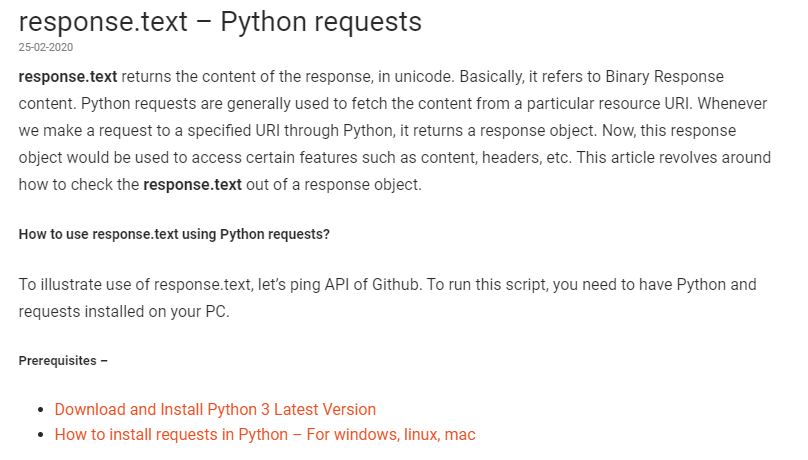 response.text – Python requests
25-02-2020
response.text returns the content of the response, in unicode. Basically, it refers to Binary Response
content. Python requests are generally used to fetch the content from a particular resource URI. Whenever
we make a request to a specified URI through Python, it returns a response object. Now, this response
object would be used to access certain features such as content, headers, etc. This article revolves around
how to check the response.text out of a response object.
How to use response.text using Python requests?
To illustrate use of response.text, let’s ping API of Github. To run this script, you need to have Python and
requests installed on your PC.
Prerequisites –
• Download and Install Python 3 Latest Version
• How to install requests in Python – For windows, linux, mac